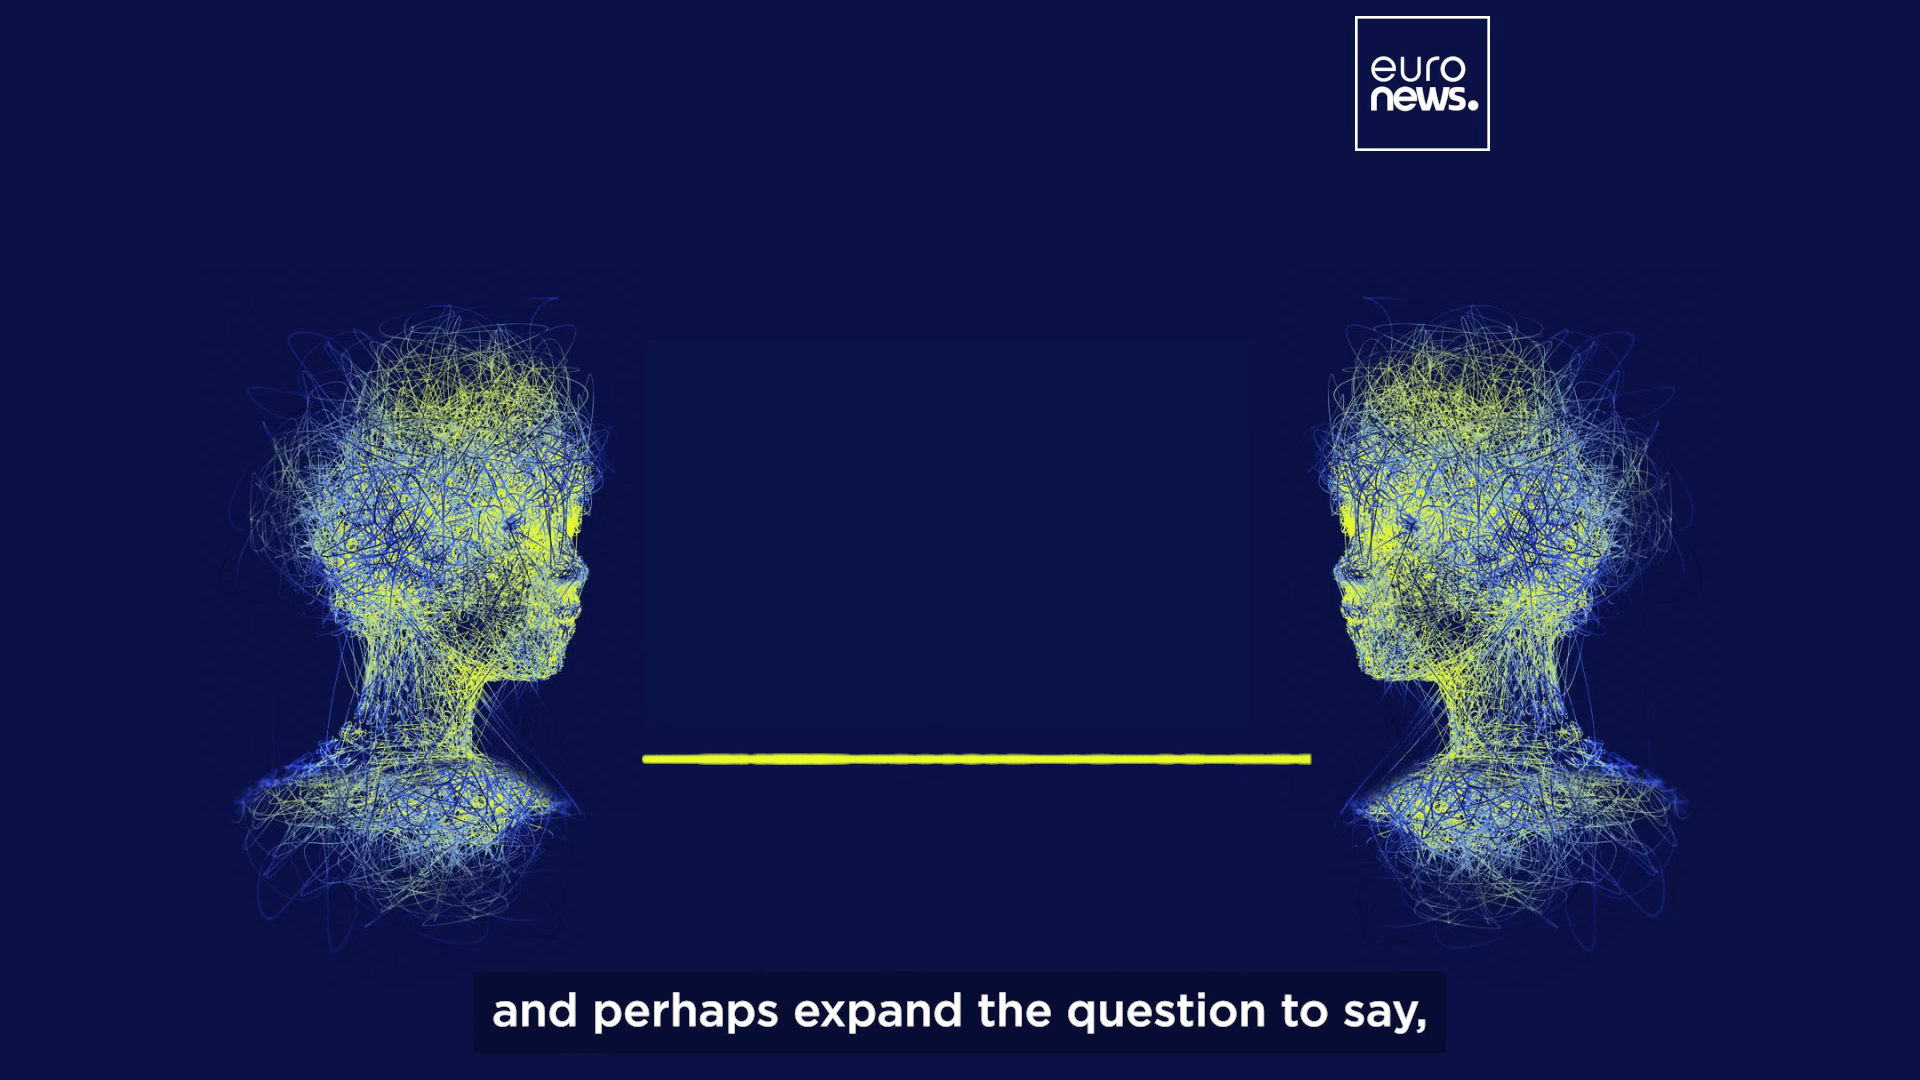 euro
news.
and perhaps expand the question to say,